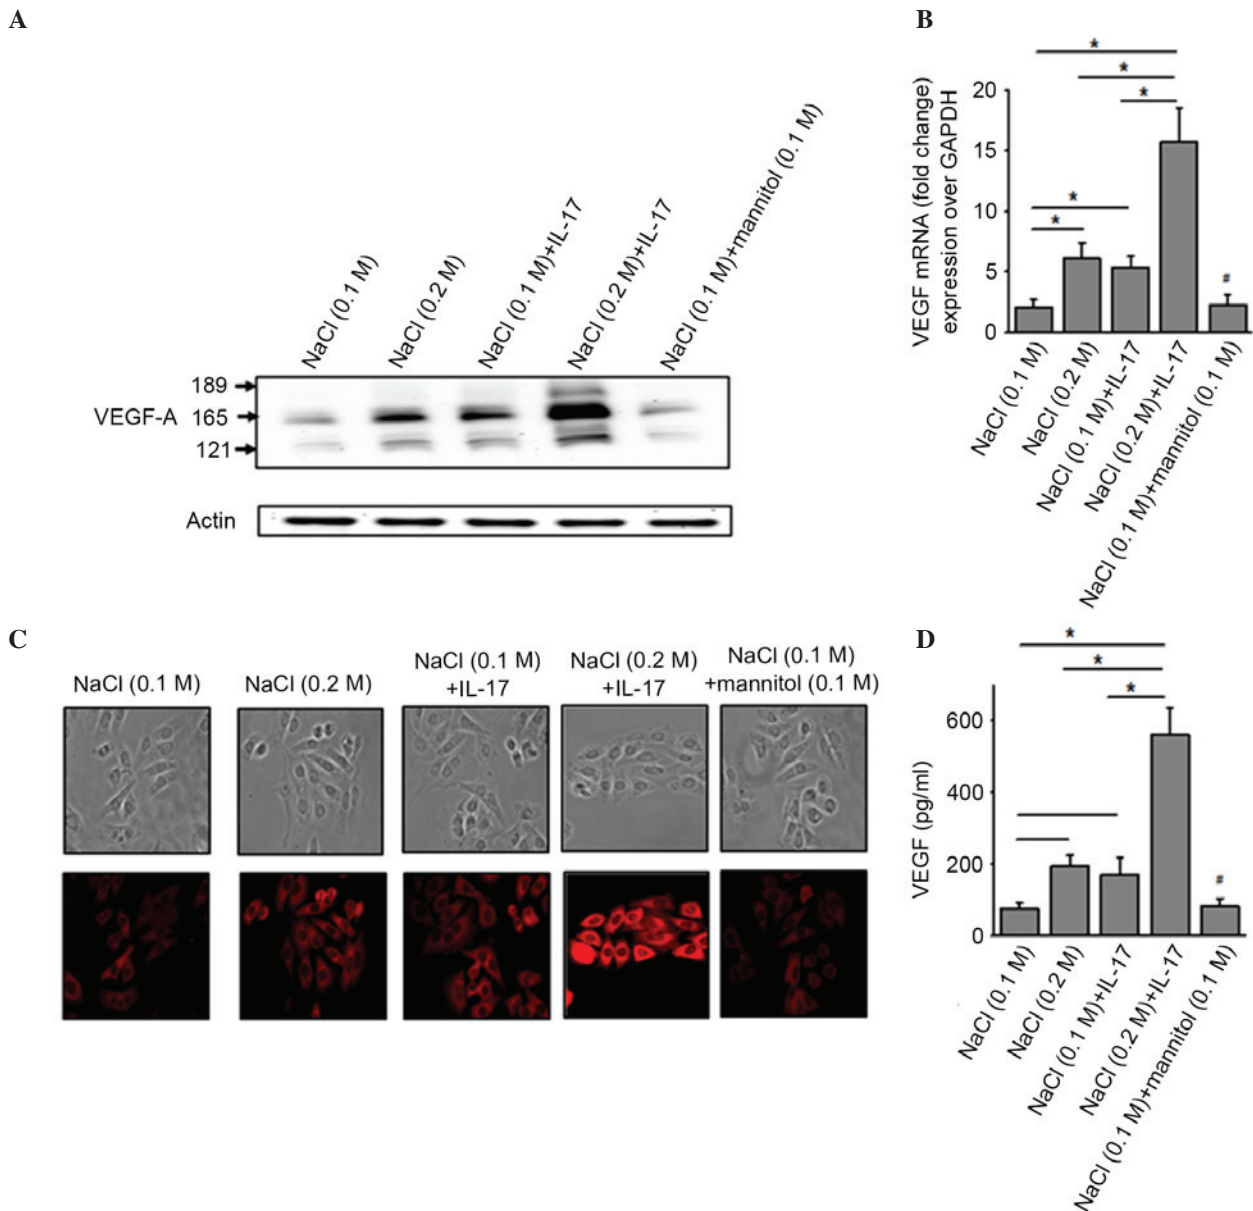 A
NaCl (0.1 M)
NaCl (0.2 M)
NaCl (0.1 M)+IL-17
NaCl (0.2 M)+IL-17
NaCl (0.1 M)+mannitol (0.1 M)
189
VEGF-A 165
121
Actin
B
*
*
*
*
*
#
VEGF mRNA (fold change)
expression over GAPDH
20
15
10
5
0
NaCl (0.1 M)
NaCl (0.2 M)
NaCl (0.1 M)+IL-17
NaCl (0.2 M)+IL-17
NaCl (0.1 M)+mannitol (0.1 M)
C
NaCl (0.1 M)
NaCl (0.2 M)
NaCl (0.1 M)
+IL-17
NaCl (0.2 M)
+IL-17
NaCl (0.1 M)
+mannitol (0.1 M)
D
*
*
*
#
VEGF (pg/ml)
600
400
200
0
NaCl (0.1 M)
NaCl (0.2 M)
NaCl (0.1 M)+IL-17
NaCl (0.2 M)+IL-17
NaCl (0.1 M)+mannitol (0.1 M)